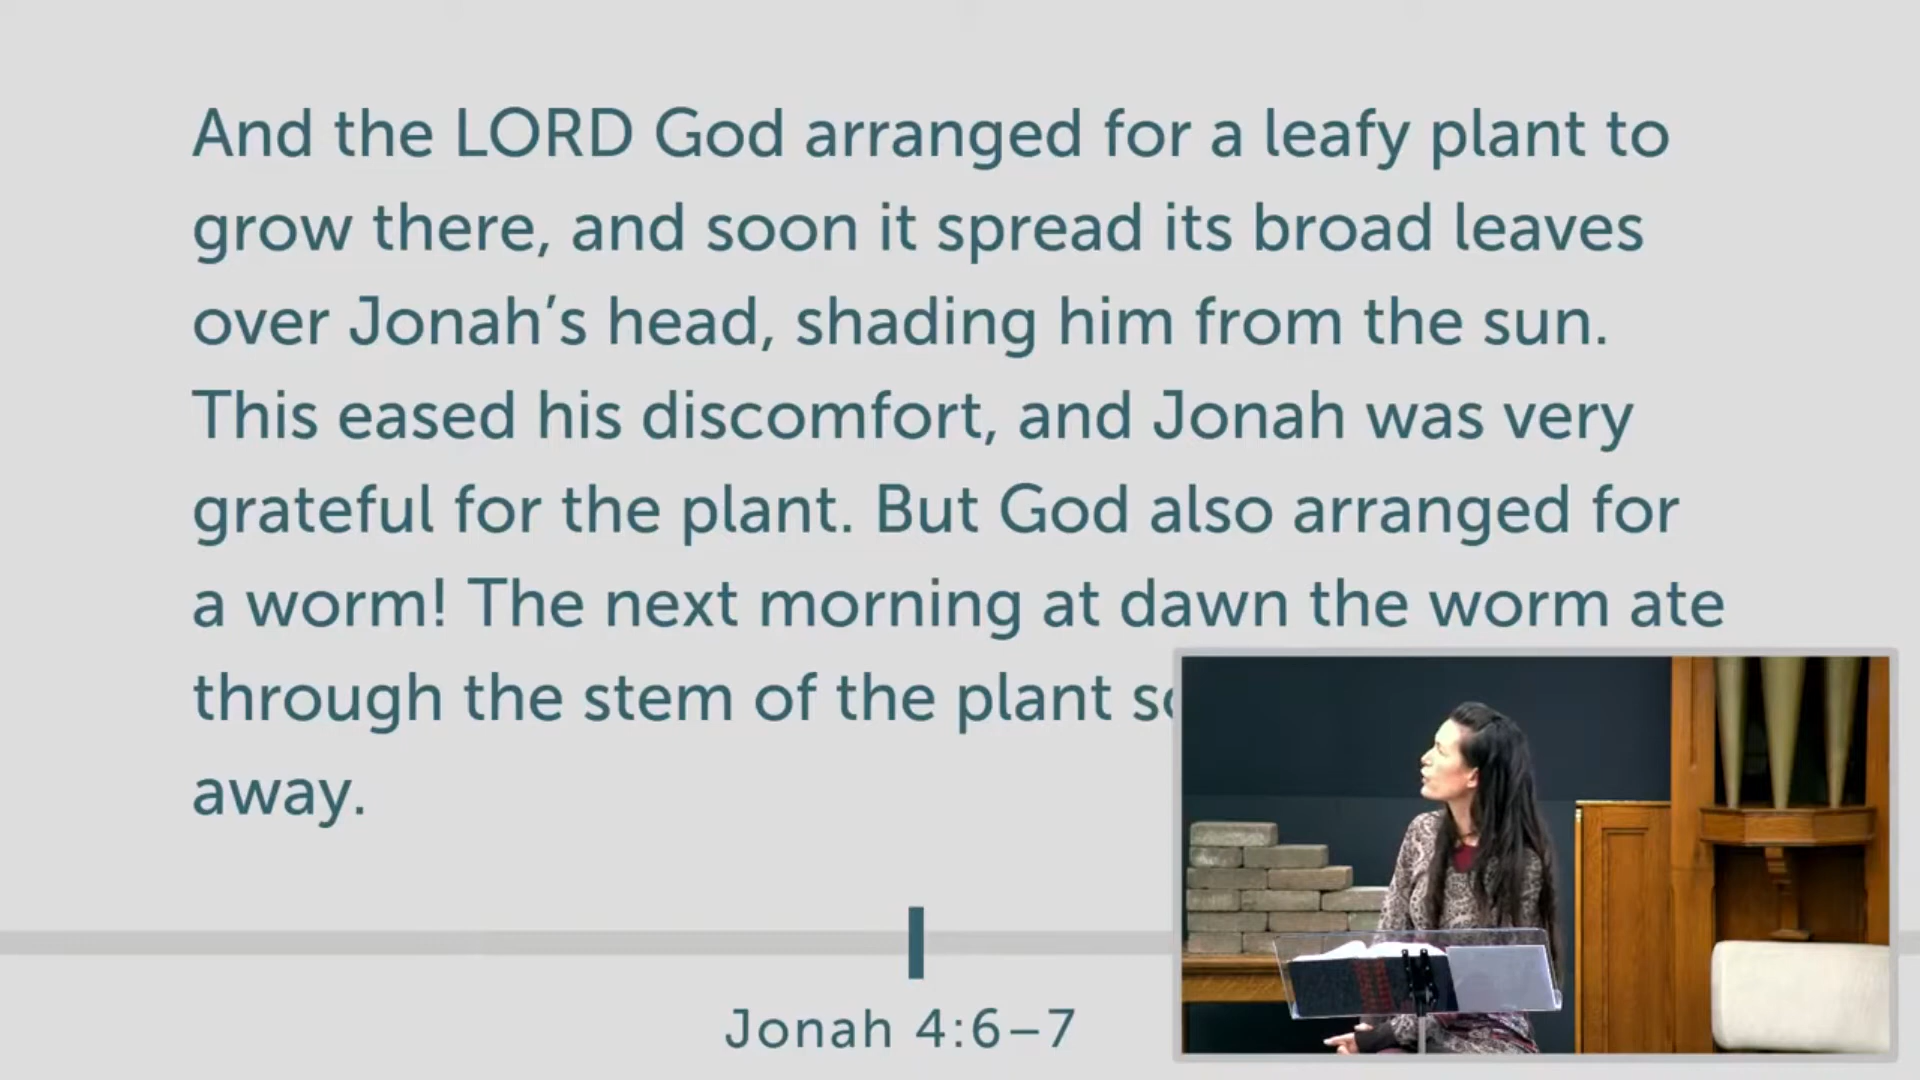 And the LORD God arranged for a leafy plant to
grow there, and soon it spread its broad leaves
over Jonah’s head, shading him from the sun.
This eased his discomfort, and Jonah was very
grateful for the plant. But God also arranged for
a worm! The next morning at dawn the worm ate
through the stem of the plant
away.
Jonah 4:6–7